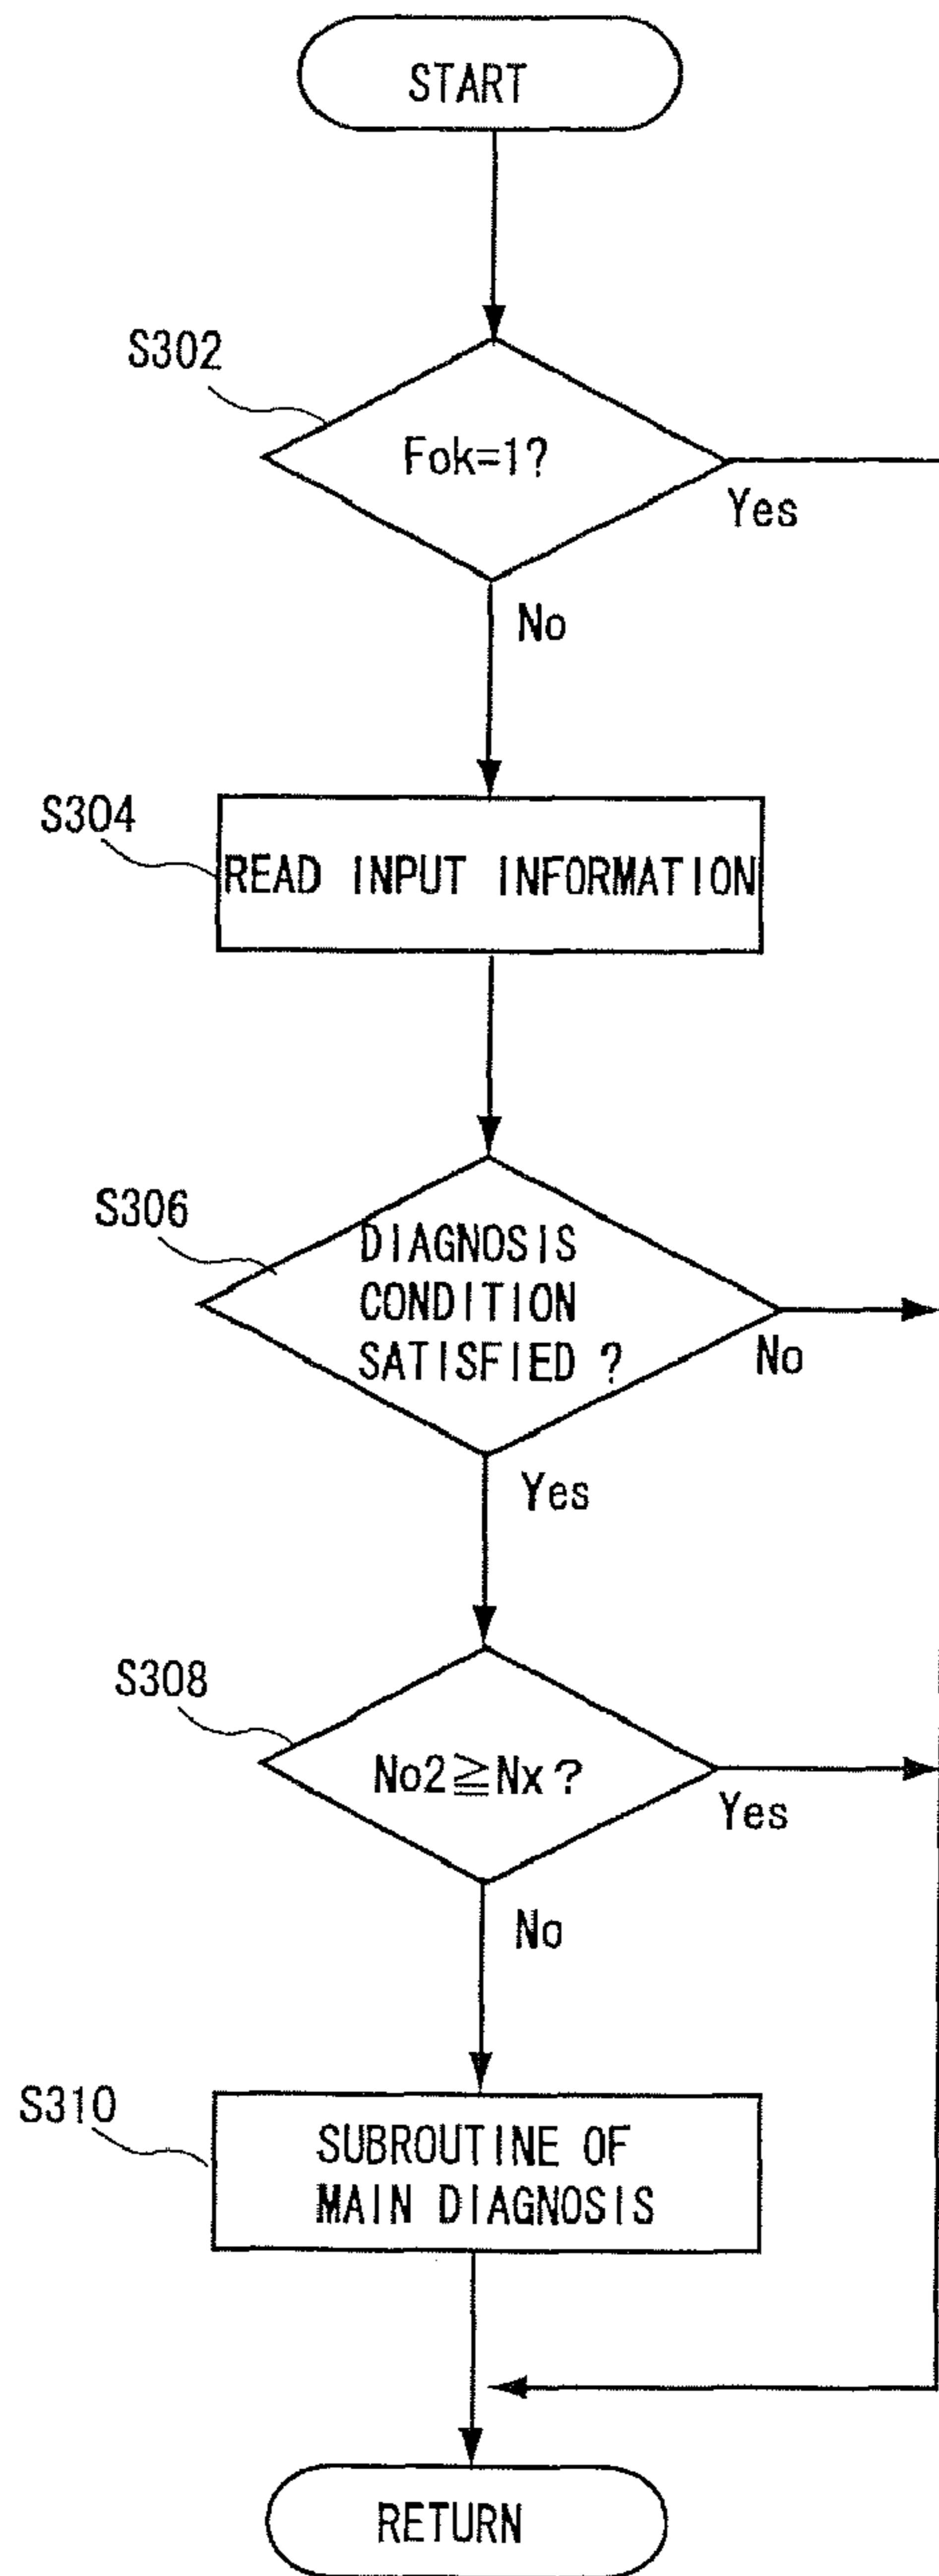 START
S302
Fok=1?
Yes
No
S304
READ INPUT INFORMATION
S306
DIAGNOSIS
CONDITION
SATISFIED ?
No
Yes
S308
No2≧Nx?
Yes
No
S310
SUBROUTINE OF
MAIN DIAGNOSIS
RETURN